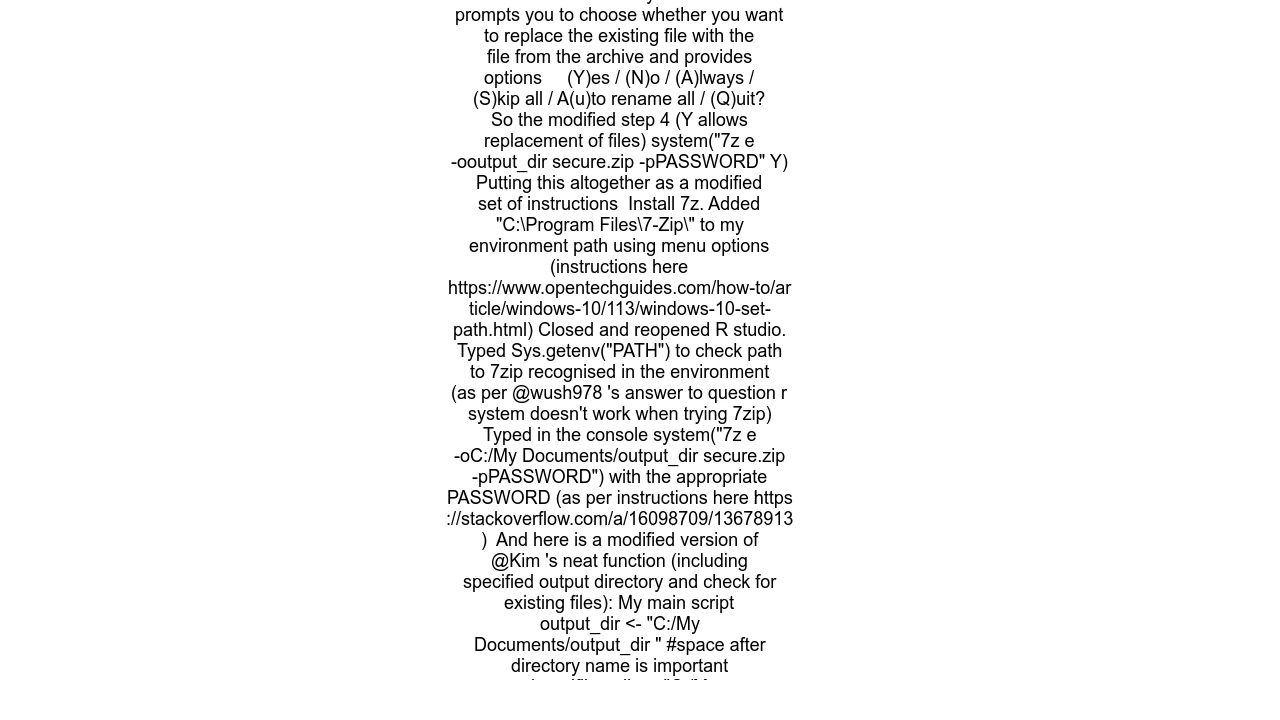 prompts you to choose whether you want
to replace the existing file with the
file from the archive and provides
options     (Y)es / (N)o / (A)lways /
(S)kip all / A(u)to rename all / (Q)uit?
So the modified step 4 (Y allows
replacement of files) system("7z e
-ooutput_dir secure.zip -pPASSWORD" Y)
Putting this altogether as a modified
set of instructions  Install 7z. Added
"C:\Program Files\7-Zip\" to my
environment path using menu options
(instructions here
https://www.opentechguides.com/how-to/ar
ticle/windows-10/113/windows-10-set-
path.html) Closed and reopened R studio.
Typed Sys.getenv("PATH") to check path
to 7zip recognised in the environment
(as per @wush978 's answer to question r
system doesn't work when trying 7zip)
Typed in the console system("7z e
-oC:/My Documents/output_dir secure.zip
-pPASSWORD") with the appropriate
PASSWORD (as per instructions here https
://stackoverflow.com/a/16098709/13678913
)  And here is a modified version of
@Kim 's neat function (including
specified output directory and check for
existing files): My main script
output_dir <- "C:/My
Documents/output_dir " #space after
directory name is important